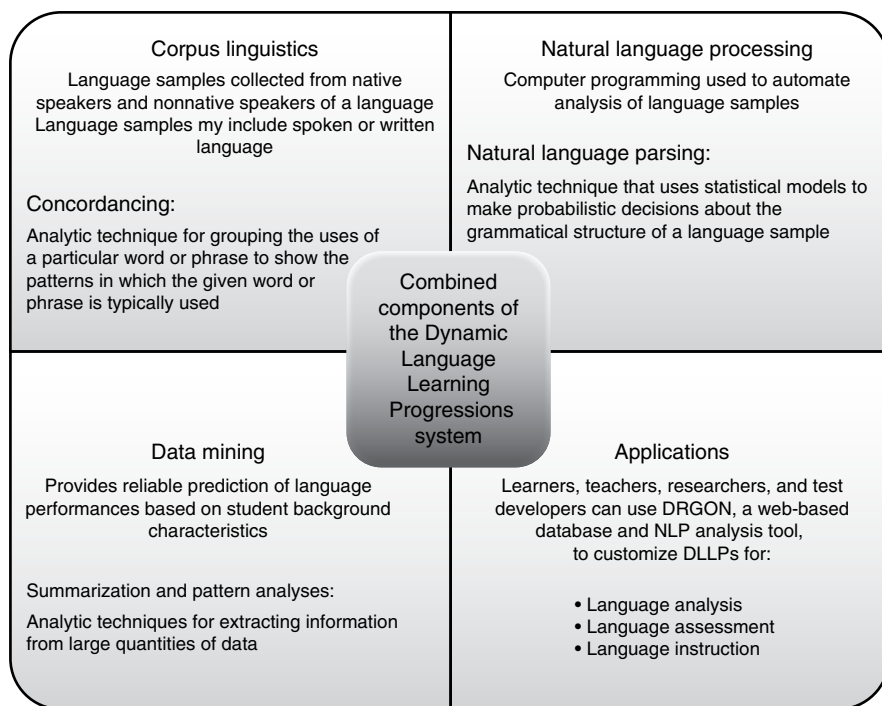 Corpus linguistics
Language samples collected from native
speakers and nonnative speakers of a language
Language samples my include spoken or written
language
Concordancing:
Analytic technique for grouping the uses of
a particular word or phrase to show the
patterns in which the given word or
phrase is typically used
Natural language processing
Computer programming used to automate
analysis of language samples
Natural language parsing:
Analytic technique that uses statistical models to
make probabilistic decisions about the
grammatical structure of a language sample
Combined
components of
the Dynamic
Language
Learning
Progressions
system
Data mining
Provides reliable prediction of language
performances based on student background
characteristics
Summarization and pattern analyses:
Analytic techniques for extracting information
from large quantities of data
Applications
Learners, teachers, researchers, and test
developers can use DRGON, a web-based
database and NLP analysis tool,
to customize DLLPs for:
• Language analysis
• Language assessment
• Language instruction